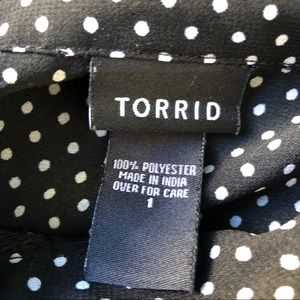 TORRID
100% POLYESTER
MADE IN INDIA
OVER FOR CARE
1